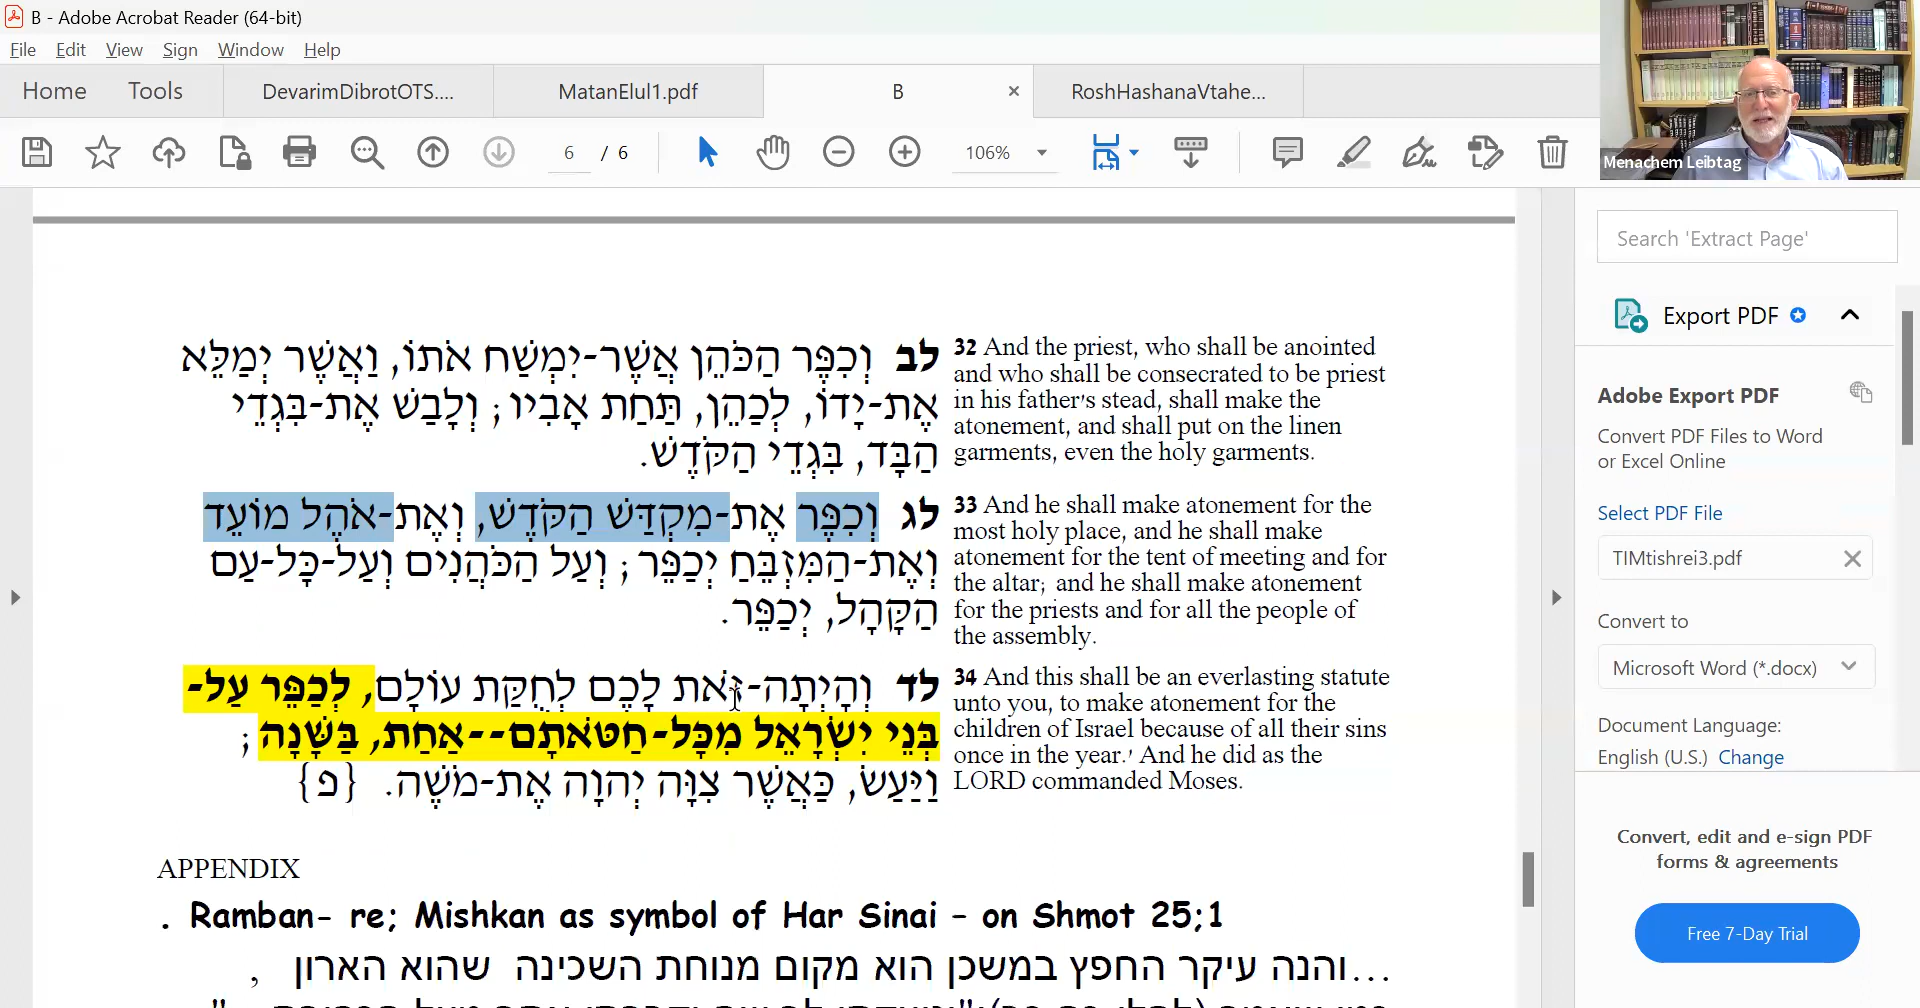 B - Adobe Acrobat Reader (64-bit)
File Edit View Sign Window Help
Home Tools DevarimDibrotOTS.... MatanElul1.pdf B × RoshHashanaVtahe...
6 / 6 106%
Menachem Leibtag
לב וְכִפֶּר הַכֹּהֵן אֲשֶׁר-יִמְשַׁח אֹתוֹ, וַאֲשֶׁר יְמַלֵּא
אֶת-יָדוֹ, לְכַהֵן, תַּחַת אָבִיו; וְלָבַשׁ אֶת-בִּגְדֵי
הַבָּד, בִּגְדֵי הַקֹּדֶשׁ.
32 And the priest, who shall be anointed
and who shall be consecrated to be priest
in his father's stead, shall make the
atonement, and shall put on the linen
garments, even the holy garments.
לג וְכִפֶּר אֶת-מִקְדַּשׁ הַקֹּדֶשׁ, וְאֶת-אֹהֶל מוֹעֵד
וְאֶת-הַמִּזְבֵּחַ יְכַפֵּר; וְעַל הַכֹּהֲנִים וְעַל-כָּל-עַם
הַקָּהָל, יְכַפֵּר.
33 And he shall make atonement for the
most holy place, and he shall make
atonement for the tent of meeting and for
the altar; and he shall make atonement
for the priests and for all the people of
the assembly.
לד וְהָיְתָה-זֹּאת לָכֶם לְחֻקַּת עוֹלָם, לְכַפֵּר עַל-
בְּנֵי יִשְׂרָאֵל מִכָּל-חַטֹּאתָם--אַחַת, בַּשָּׁנָה;
וַיַּעַשׂ, כַּאֲשֶׁר צִוָּה יְהוָה אֶת-מֹשֶׁה. {פ}
34 And this shall be an everlasting statute
unto you, to make atonement for the
children of Israel because of all their sins
once in the year.' And he did as the
LORD commanded Moses.
APPENDIX
. Ramban- re; Mishkan as symbol of Har Sinai – on Shmot 25;1
...והנה עיקר החפץ במשכן הוא מקום מנוחת השכינה שהוא הארון ,
Search 'Extract Page'
Export PDF
Adobe Export PDF
Convert PDF Files to Word
or Excel Online
Select PDF File
TIMtishrei3.pdf
Convert to
Microsoft Word (*.docx)
Document Language:
English (U.S.) Change
Convert, edit and e-sign PDF
forms & agreements
Free 7-Day Trial